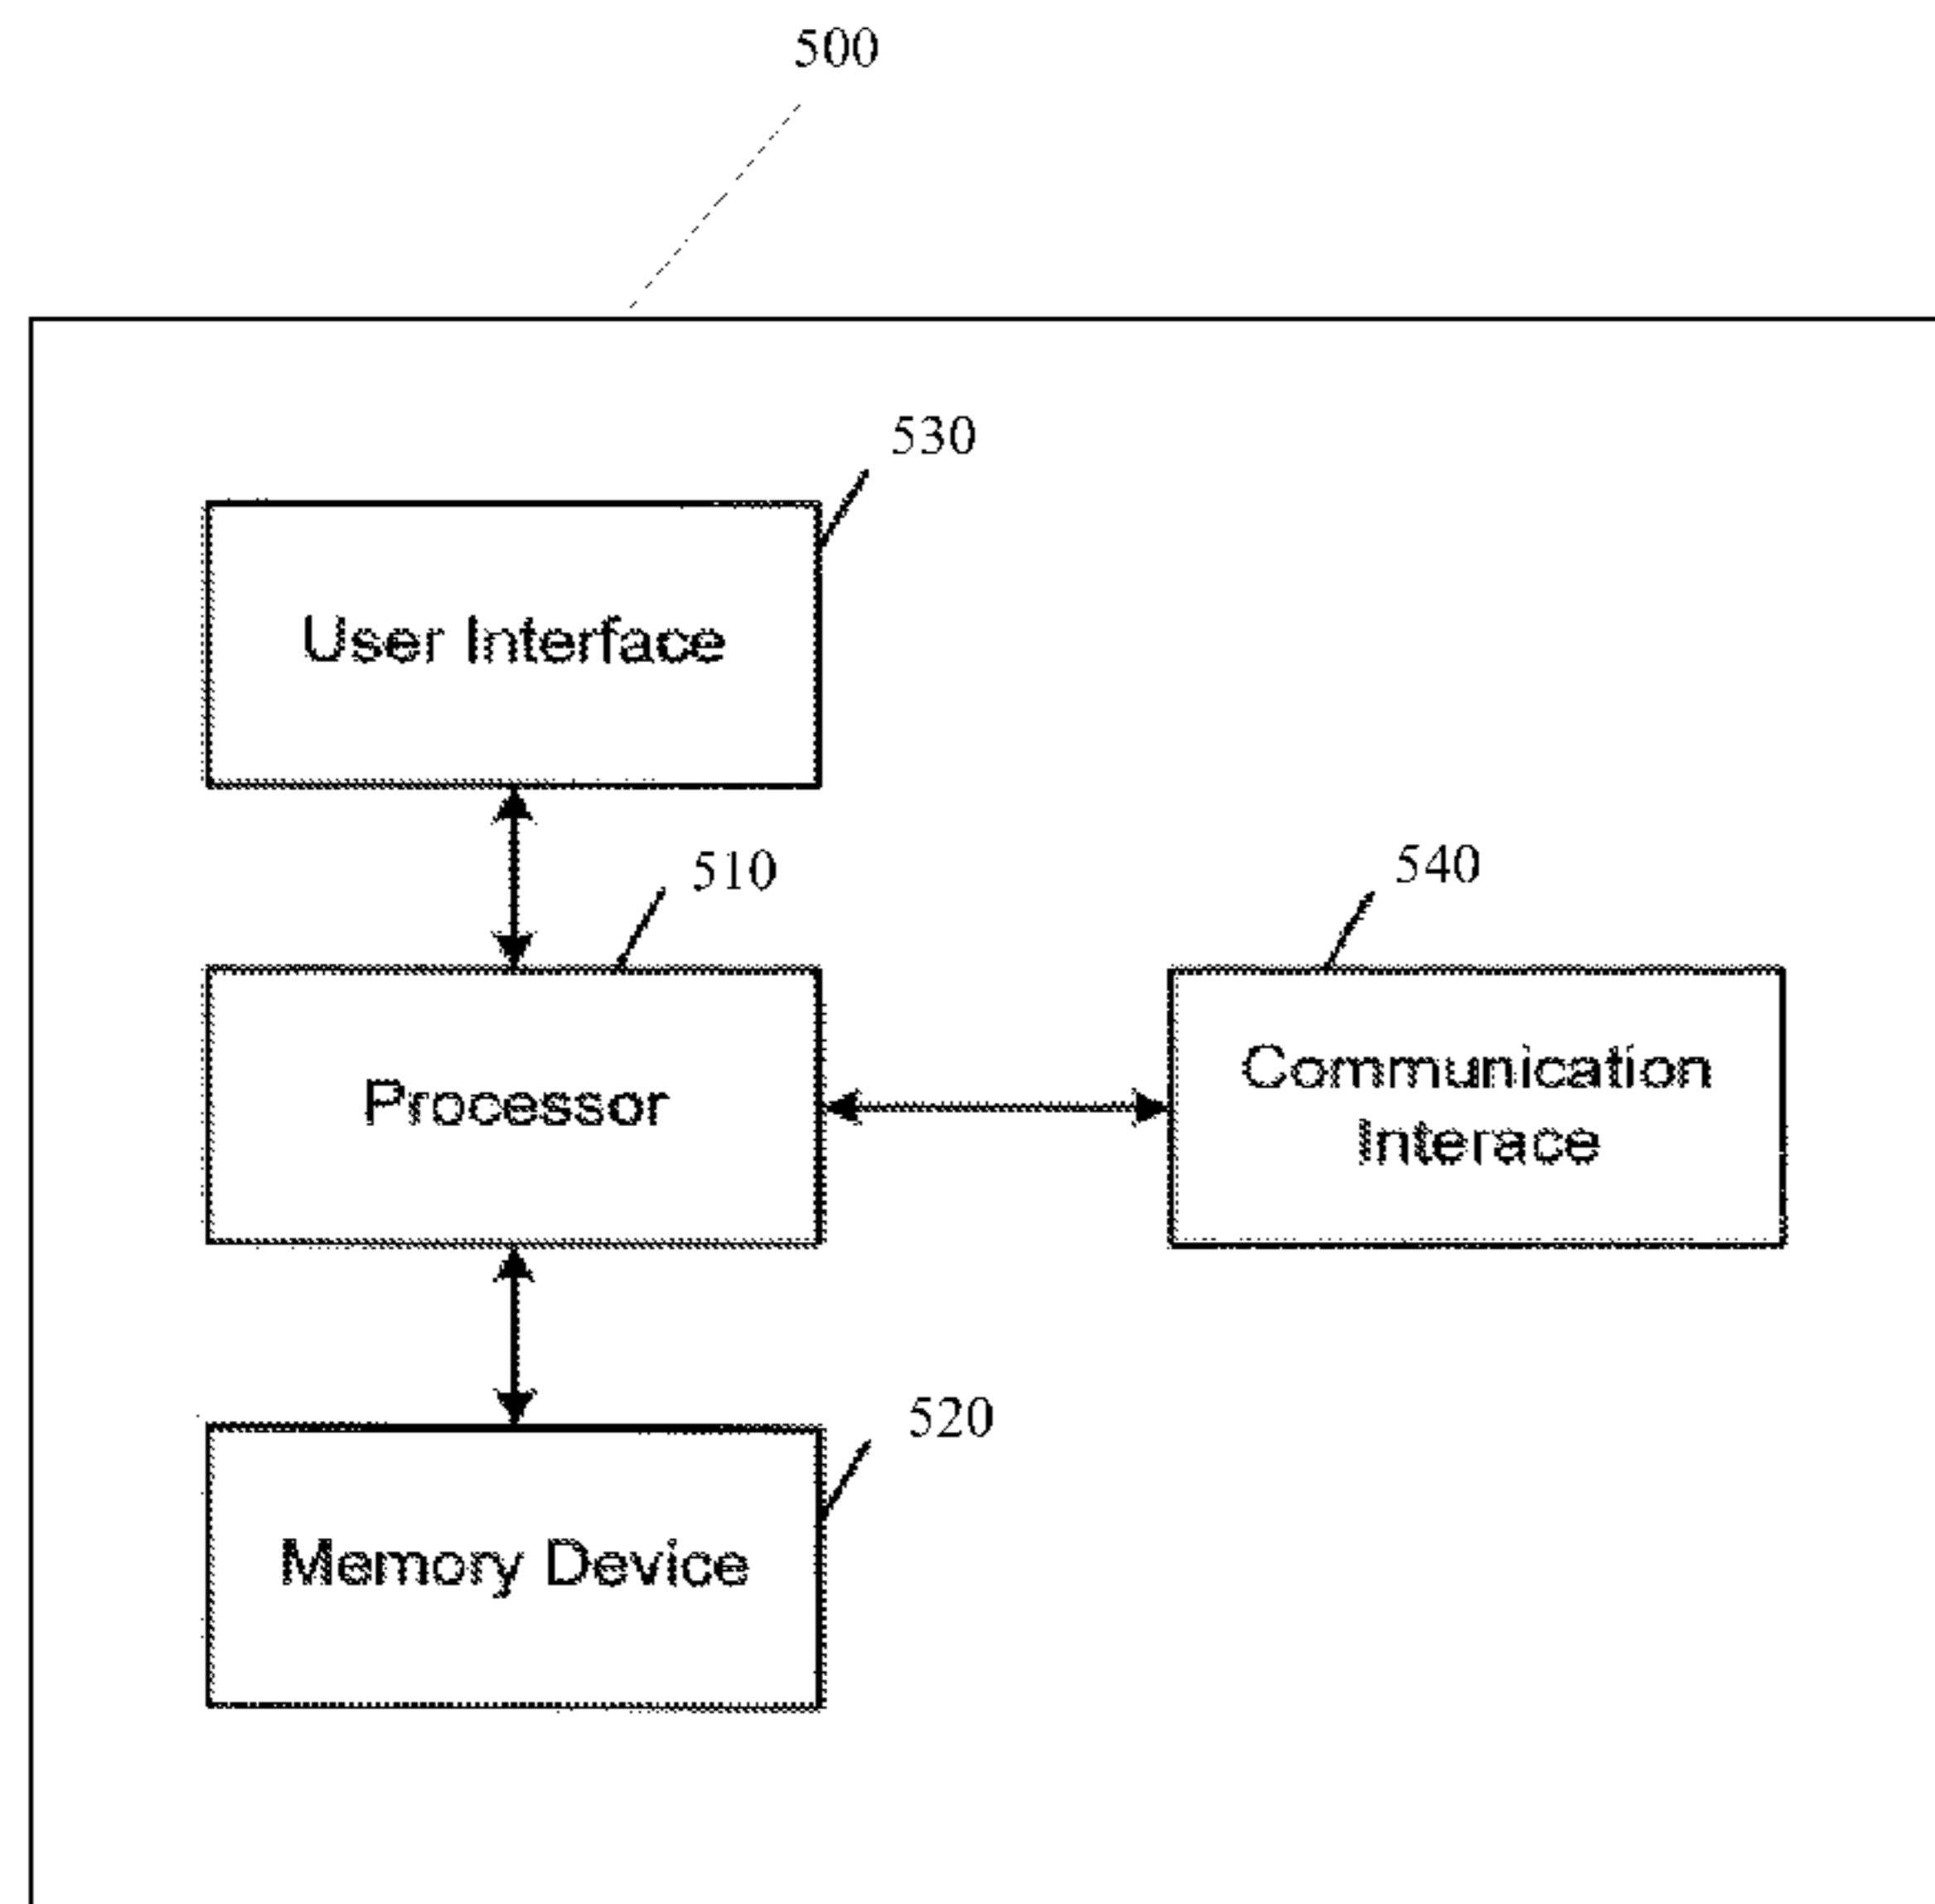 500
530
User Interface
510
540
Processor
Communication
Interace
520
Memory Device